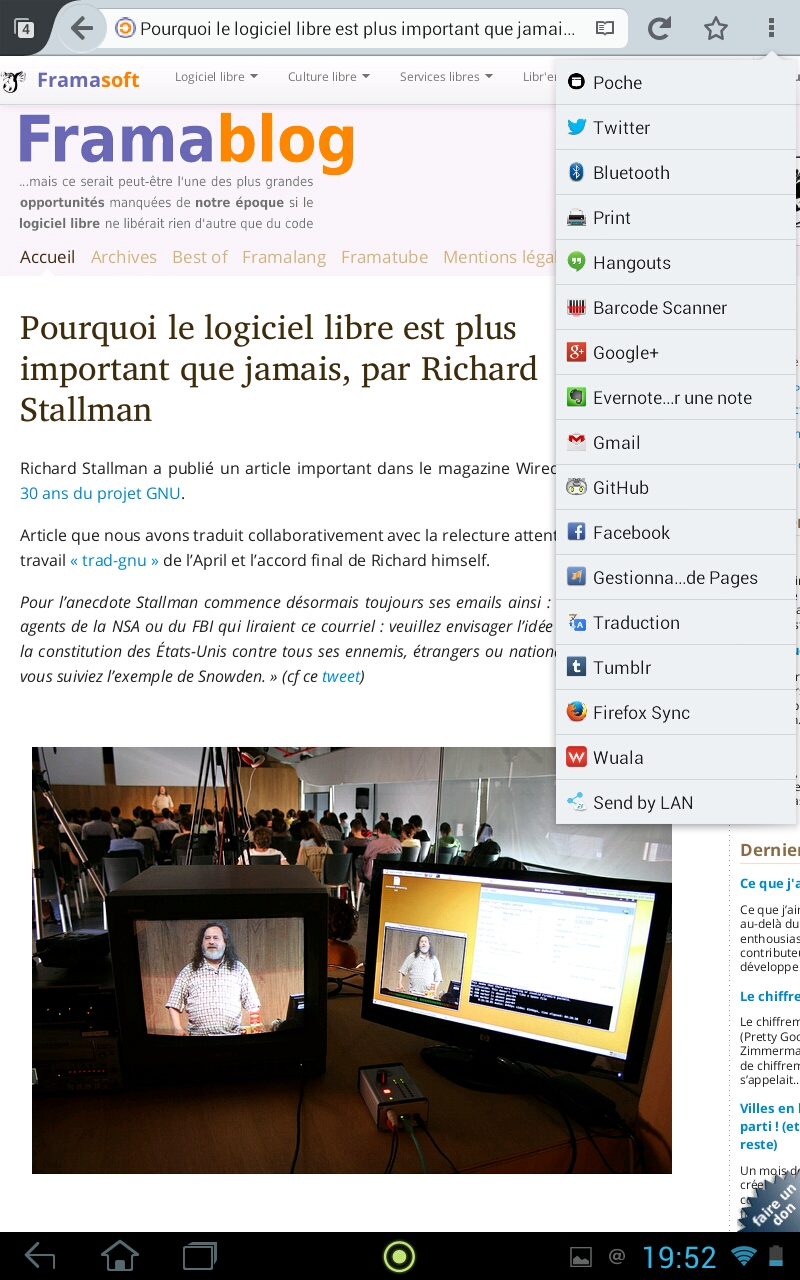 4
Pourquoi le logiciel libre est plus important que jamai...
Framasoft
Logiciel libre
Culture libre
Services libres
Libr'en
Framablog
...mais ce serait peut-être l'une des plus grandes
opportunités manquées de notre époque si le
logiciel libre ne libérait rien d'autre que du code
Accueil
Archives
Best of
Framalang
Framatube
Mentions léga
Pourquoi le logiciel libre est plus
important que jamais, par Richard
Stallman
Richard Stallman a publié un article important dans le magazine Wired
30 ans du projet GNU.
Article que nous avons traduit collaborativement avec la relecture attent
travail « trad-gnu » de l'April et l'accord final de Richard himself.
Pour l'anecdote Stallman commence désormais toujours ses emails ainsi :
agents de la NSA ou du FBI qui liraient ce courriel : veuillez envisager l'idée
la constitution des États-Unis contre tous ses ennemis, étrangers ou nation
vous suiviez l'exemple de Snowden. » (cf ce tweet)
Poche
Twitter
Bluetooth
Print
Hangouts
Barcode Scanner
Google+
Evernote...r une note
Gmail
GitHub
Facebook
Gestionna...de Pages
Traduction
Tumblr
Firefox Sync
Wuala
Send by LAN
Dernier
Ce que j'a
Ce que j'ai
au-delà du
enthousias
contributeu
développe
Le chiffre
Le chiffrem
(Pretty Goo
Zimmerma
de chiffrem
s'appelait..
Villes en l
parti ! (et
reste)
Un mois d
créer
faire un
don
@
19:52